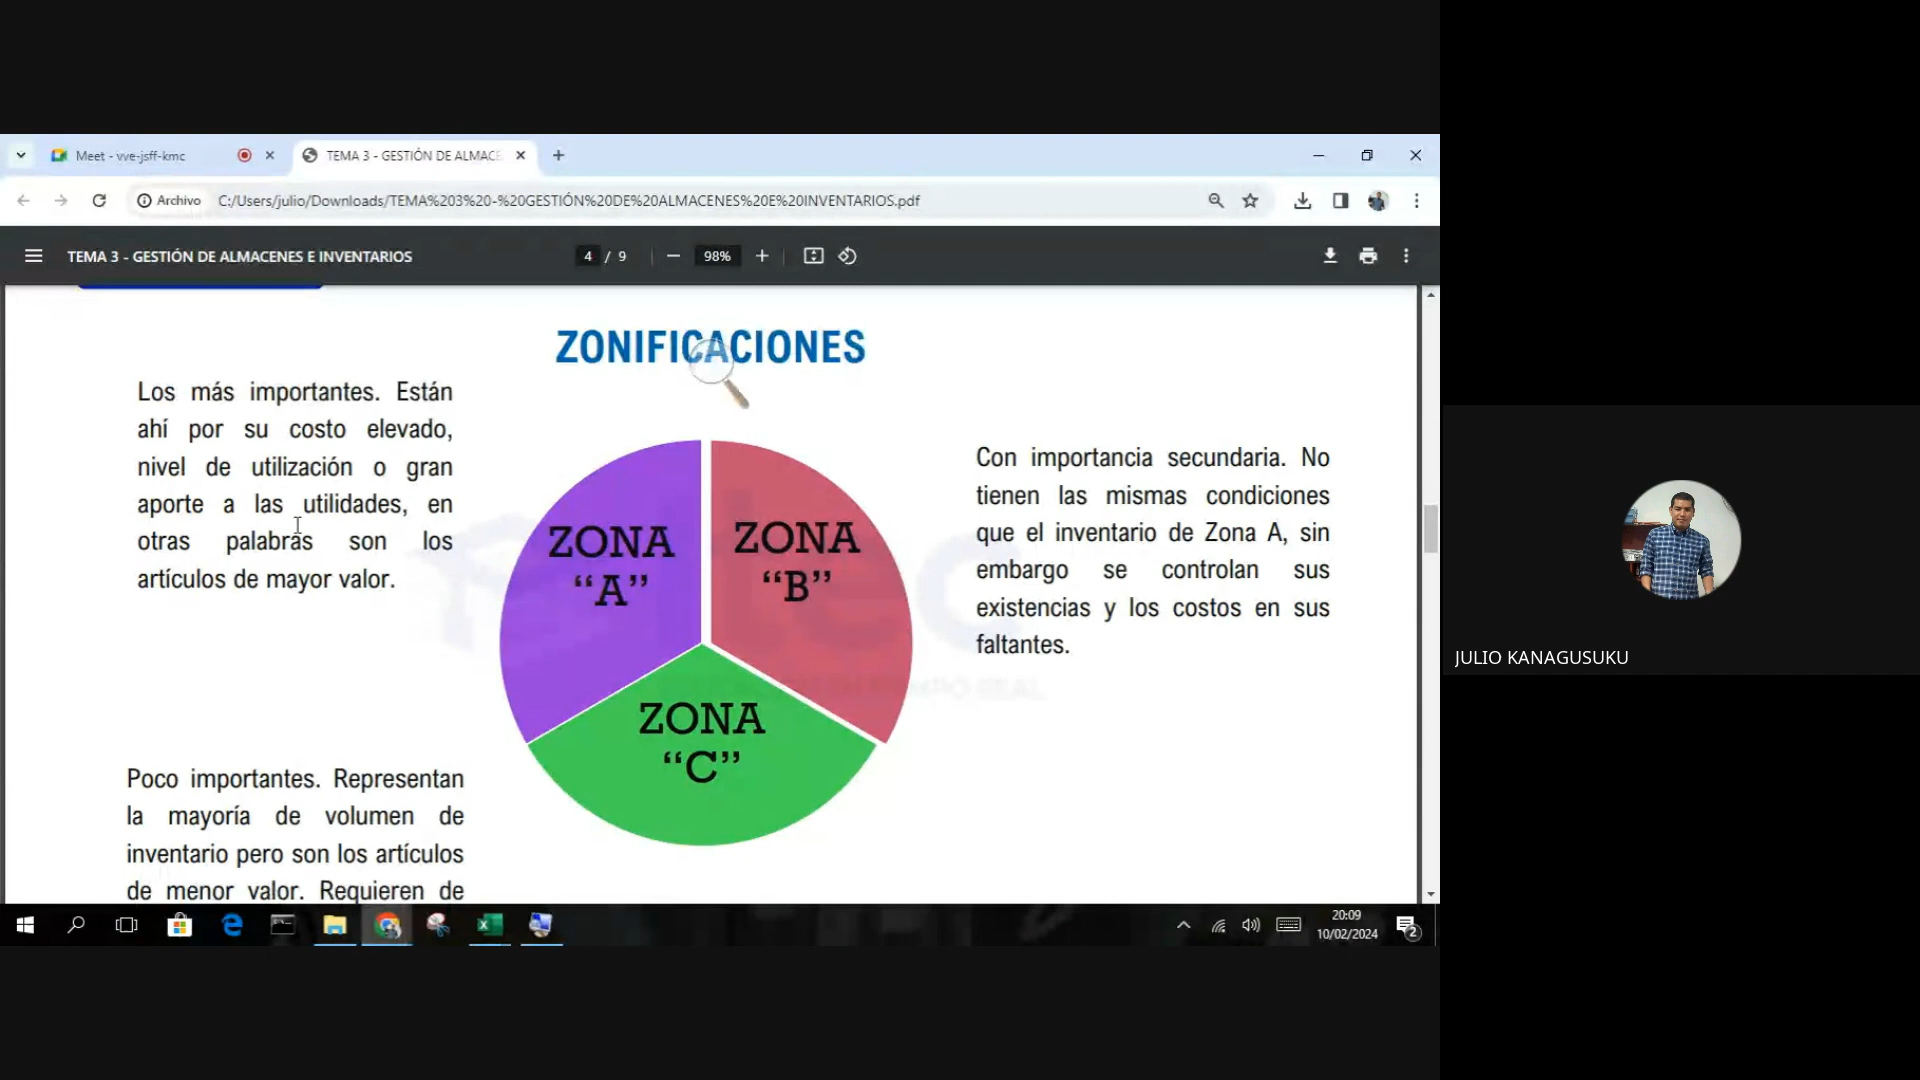 Meet - vve-jsff-kmc
TEMA 3 - GESTIÓN DE ALMACE
Archivo
C:/Users/julio/Downloads/TEMA%203%20-%20GESTIÓN%20DE%20ALMACENES%20E%20INVENTARIOS.pdf
TEMA 3 - GESTIÓN DE ALMACENES E INVENTARIOS
4 / 9
98%
ZONIFICACIONES
Los más importantes. Están
ahí por su costo elevado,
nivel de utilización o gran
aporte a las utilidades, en
otras palabras son los
artículos de mayor valor.
ZONA
“A”
ZONA
“B”
Con importancia secundaria. No
tienen las mismas condiciones
que el inventario de Zona A, sin
embargo se controlan sus
existencias y los costos en sus
faltantes.
ZONA
“C”
Poco importantes. Representan
la mayoría de volumen de
inventario pero son los artículos
de menor valor. Requieren de
20:09
10/02/2024
2
JULIO KANAGUSUKU